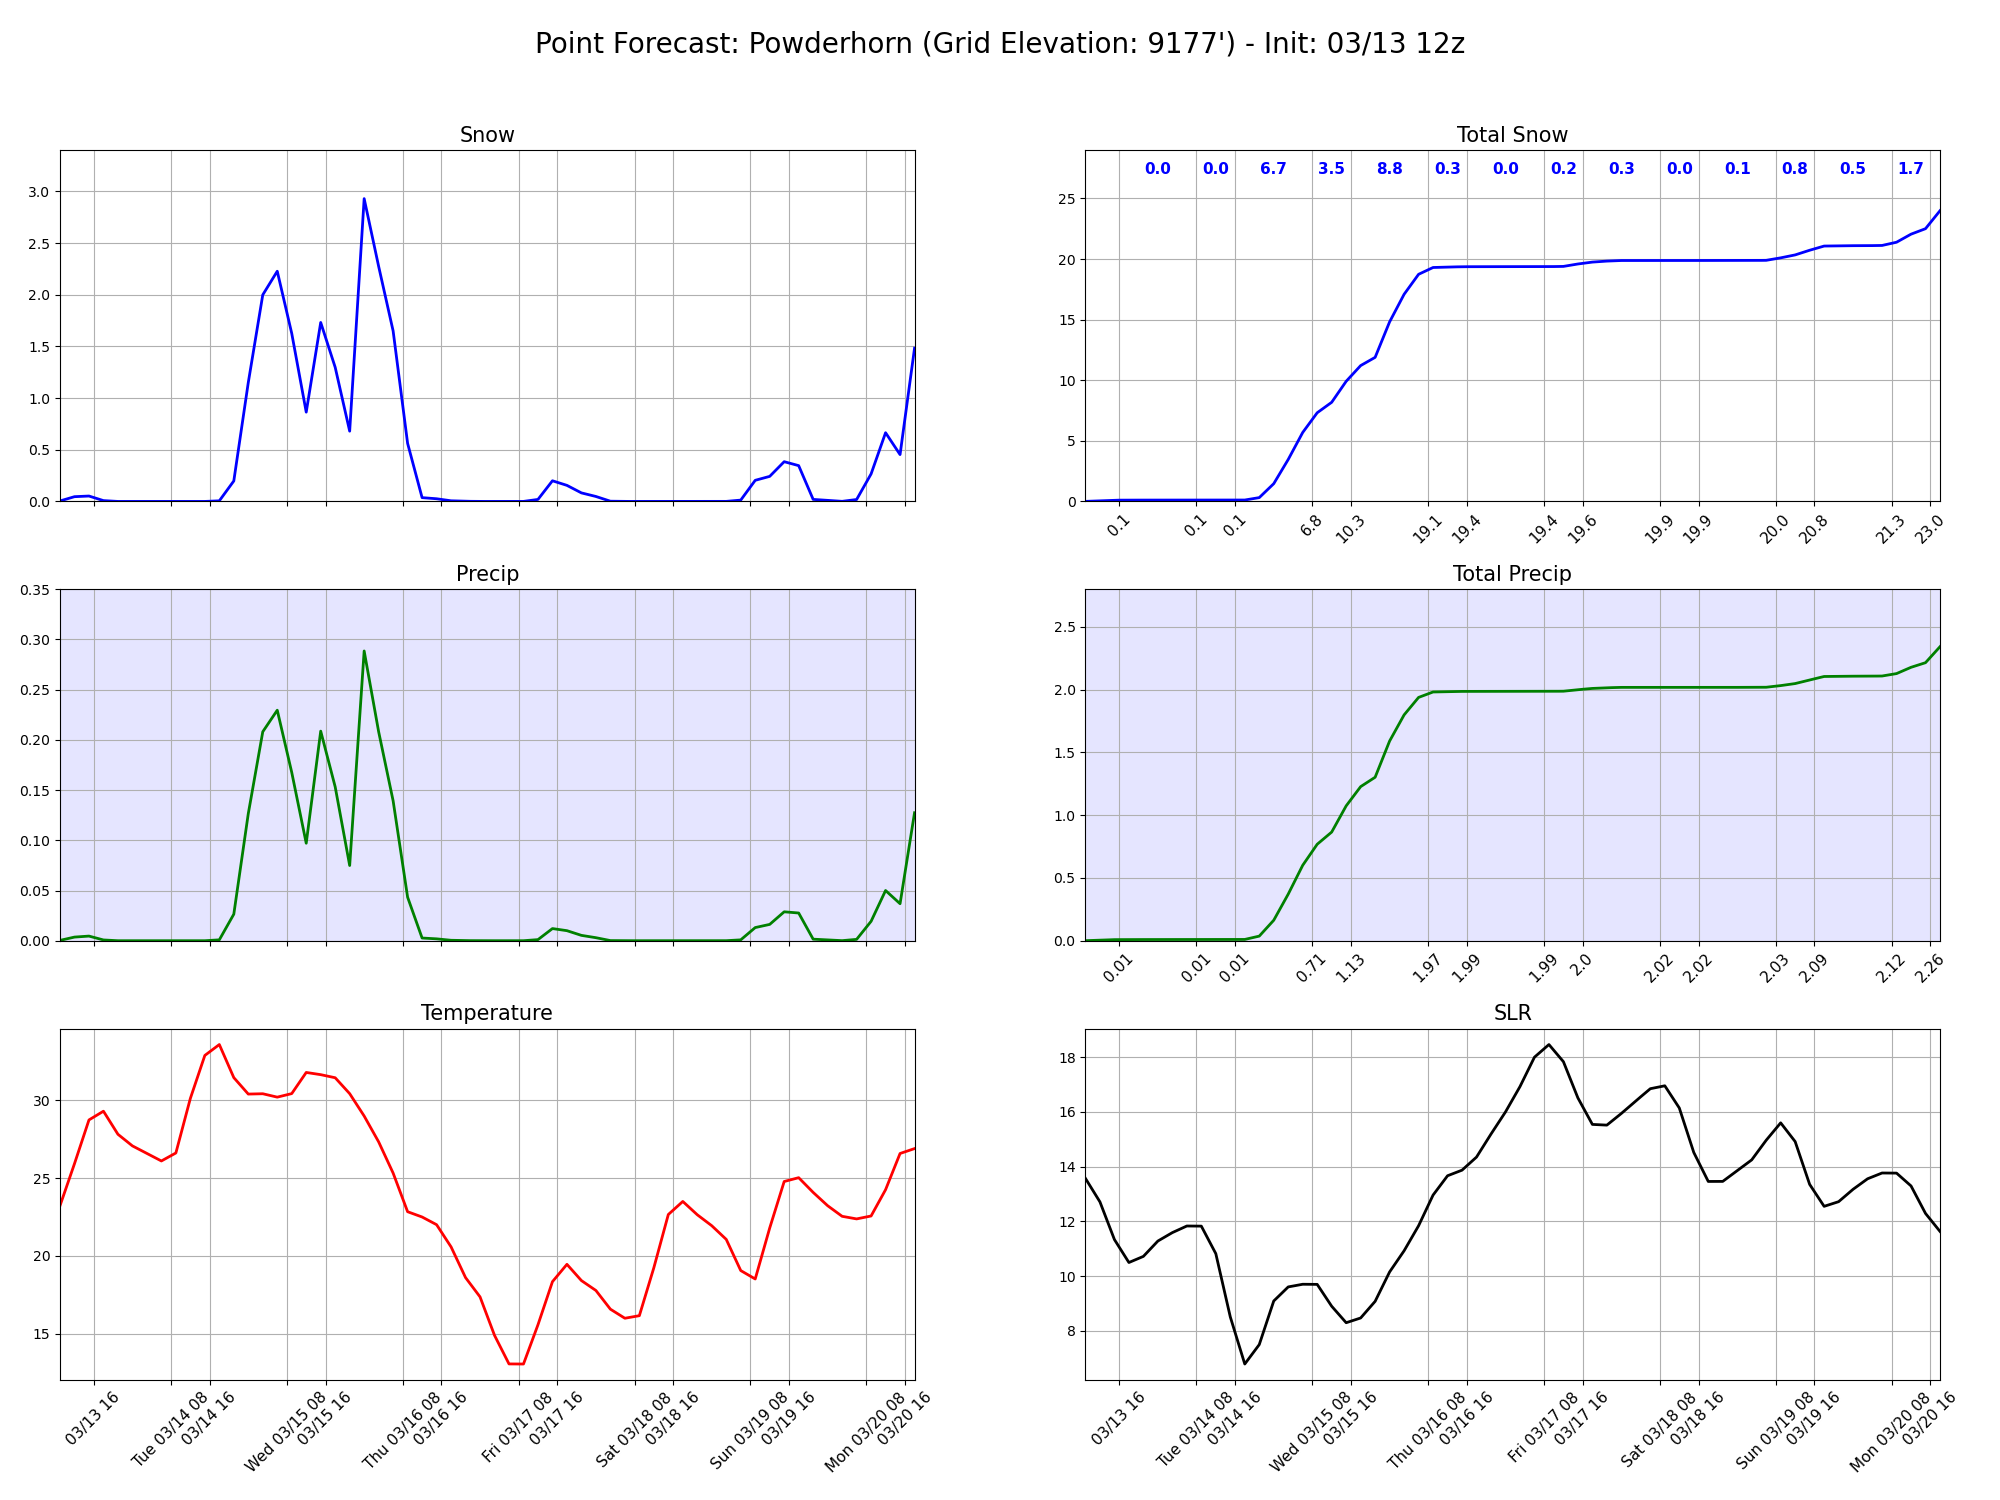 Point Forecast: Powderhorn (Grid Elevation: 9177') - Init: 03/13 12z
Snow
3.0
2.5
2.0
1.5
1.0
0.5
0.0
Total Snow
0.0 0.0 6.7 3.5 8.8 0.3 0.0 0.2 0.3 0.0 0.1 0.8 0.5 1.7
25
20
15
10
5
0
0.1 0.1 0.1 6.8 10.3 19.1 19.4 19.4 19.6 19.9 19.9 20.0 20.8 21.3 23.0
Precip
0.35
0.30
0.25
0.20
0.15
0.10
0.05
0.00
Total Precip
2.5
2.0
1.5
1.0
0.5
0.0
0.01 0.01 0.01 0.71 1.13 1.97 1.99 1.99 2.0 2.02 2.02 2.03 2.09 2.12 2.26
Temperature
30
25
20
15
03/13 16
Tue 03/14 08
03/14 16
Wed 03/15 08
03/15 16
Thu 03/16 08
03/16 16
Fri 03/17 08
03/17 16
Sat 03/18 08
03/18 16
Sun 03/19 08
03/19 16
Mon 03/20 08
03/20 16
SLR
18
16
14
12
10
8
03/13 16
Tue 03/14 08
03/14 16
Wed 03/15 08
03/15 16
Thu 03/16 08
03/16 16
Fri 03/17 08
03/17 16
Sat 03/18 08
03/18 16
Sun 03/19 08
03/19 16
Mon 03/20 08
03/20 16